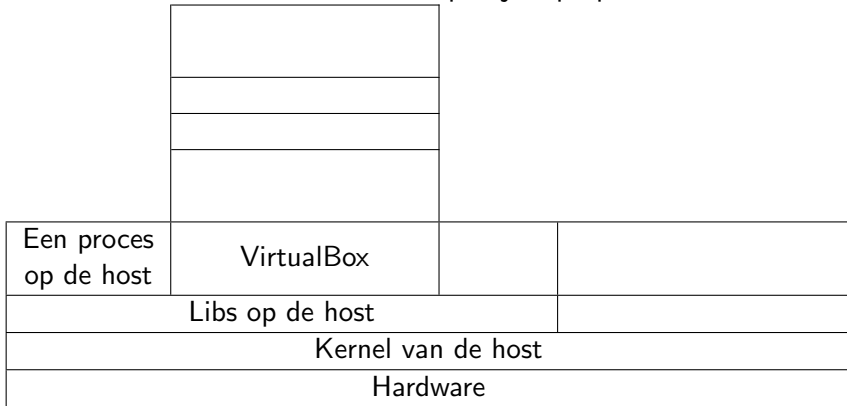 Een proces
op de host
VirtualBox
Libs op de host
Kernel van de host
Hardware